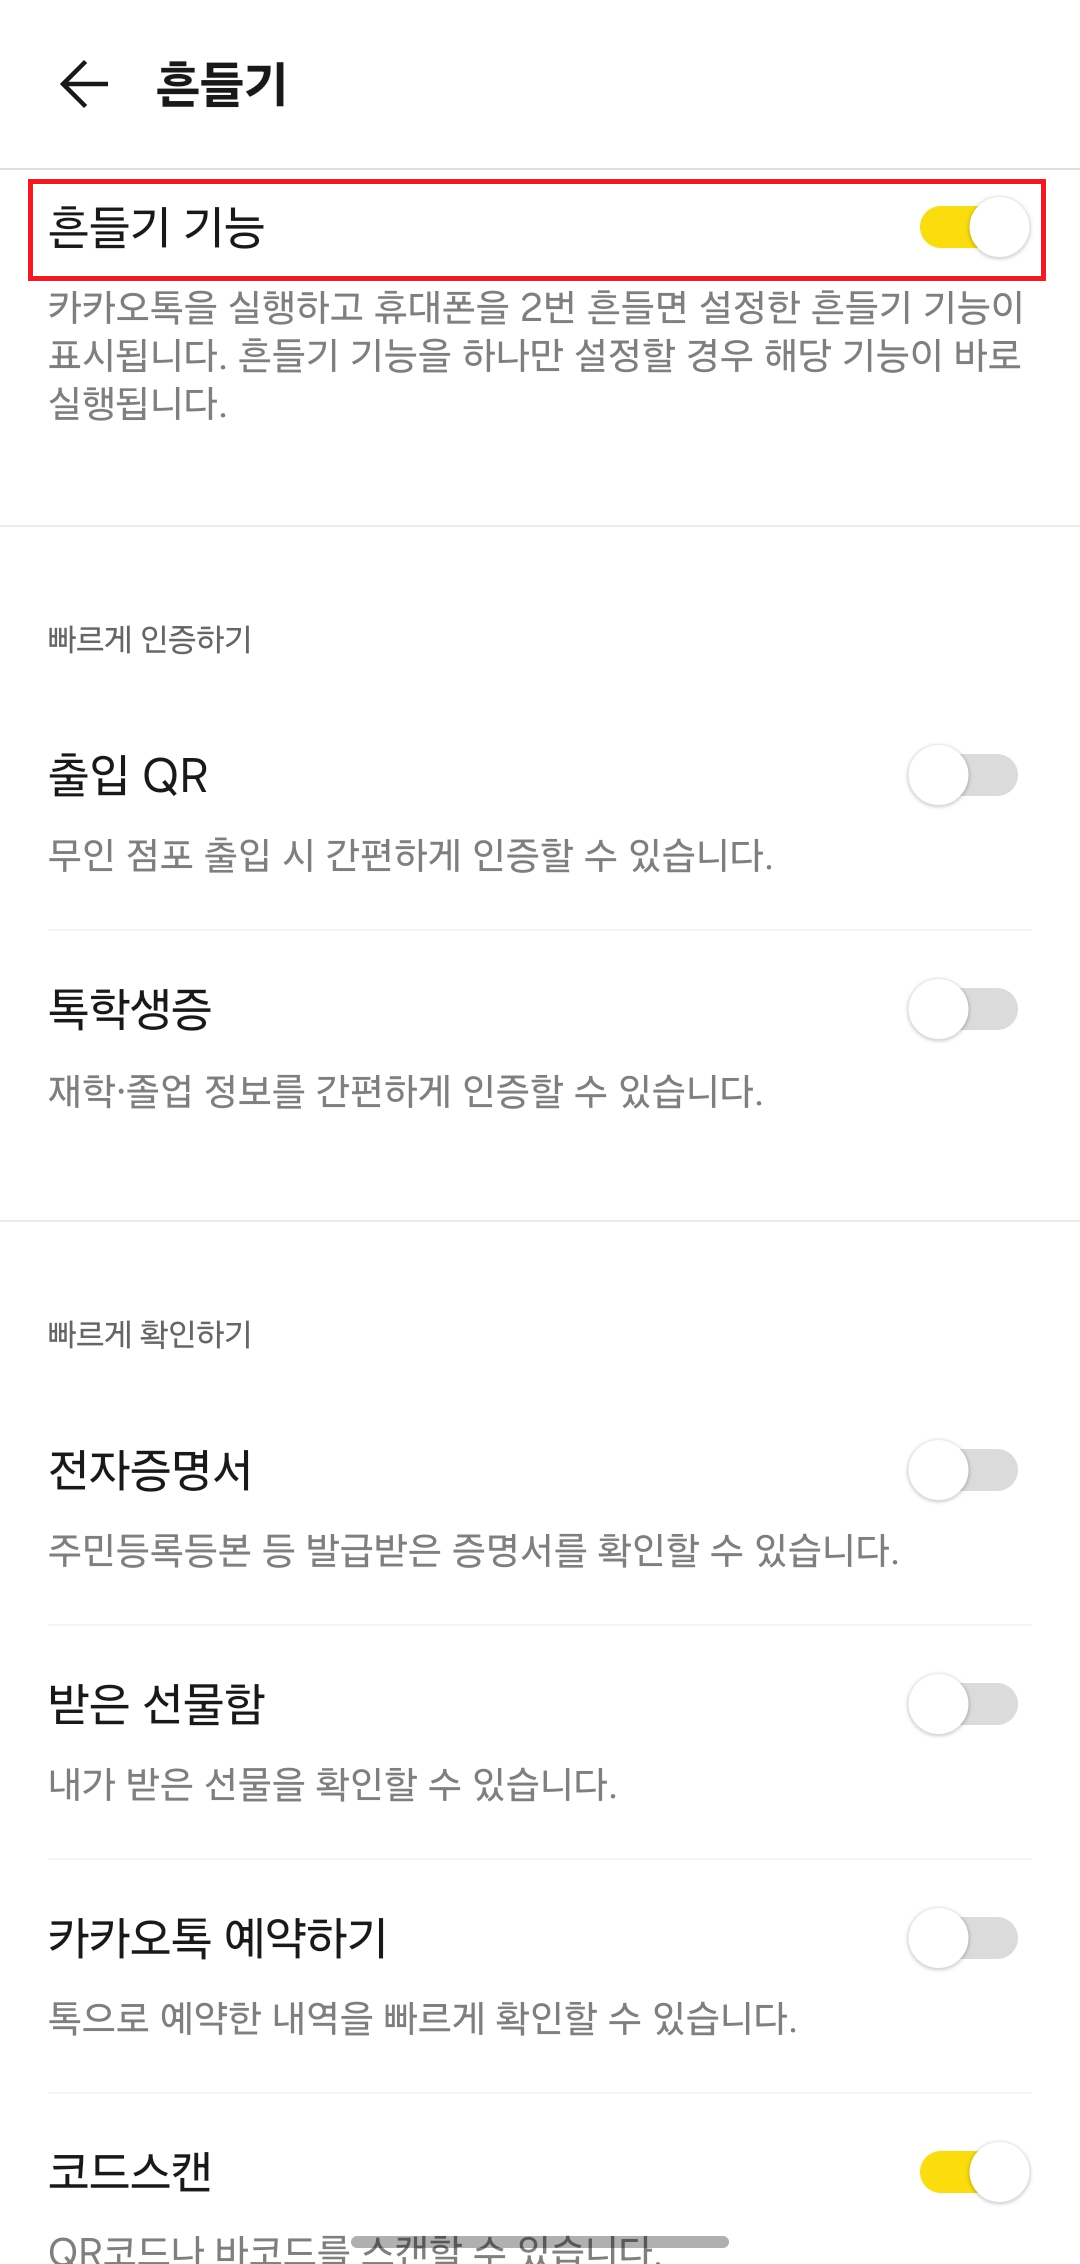 흔들기
흔들기 기능
카카오톡을 실행하고 휴대폰을 2번 흔들면 설정한 흔들기 기능이
표시됩니다. 흔들기 기능을 하나만 설정할 경우 해당 기능이 바로
실행됩니다.
빠르게 인증하기
출입 QR
무인 점포 출입 시 간편하게 인증할 수 있습니다.
톡학생증
재학·졸업 정보를 간편하게 인증할 수 있습니다.
빠르게 확인하기
전자증명서
주민등록등본 등 발급받은 증명서를 확인할 수 있습니다.
받은 선물함
내가 받은 선물을 확인할 수 있습니다.
카카오톡 예약하기
톡으로 예약한 내역을 빠르게 확인할 수 있습니다.
코드스캔
QR코드나 바코드를 스캔할 수 있습니다.